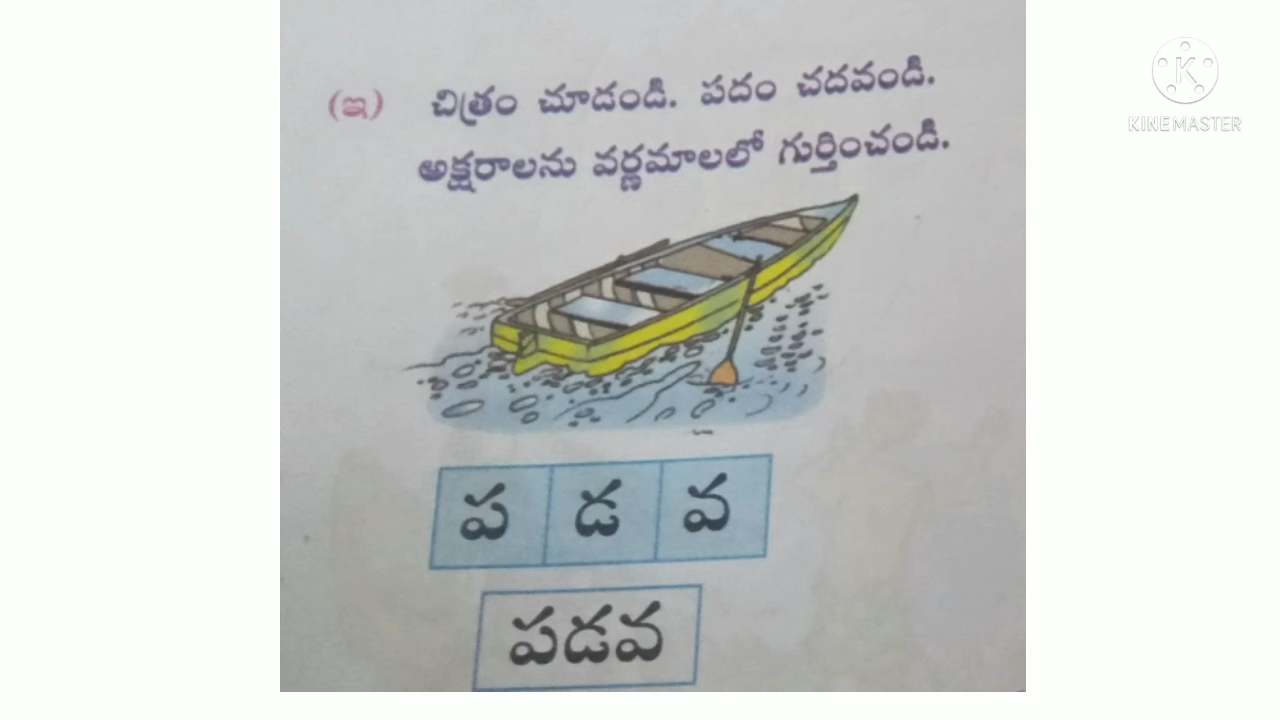 (ఇ) చిత్రం చూడండి. పదం చదవండి.
అక్షరాలను వర్ణమాలలో గుర్తించండి.
ప డ వ
పడవ
K
KINEMASTER